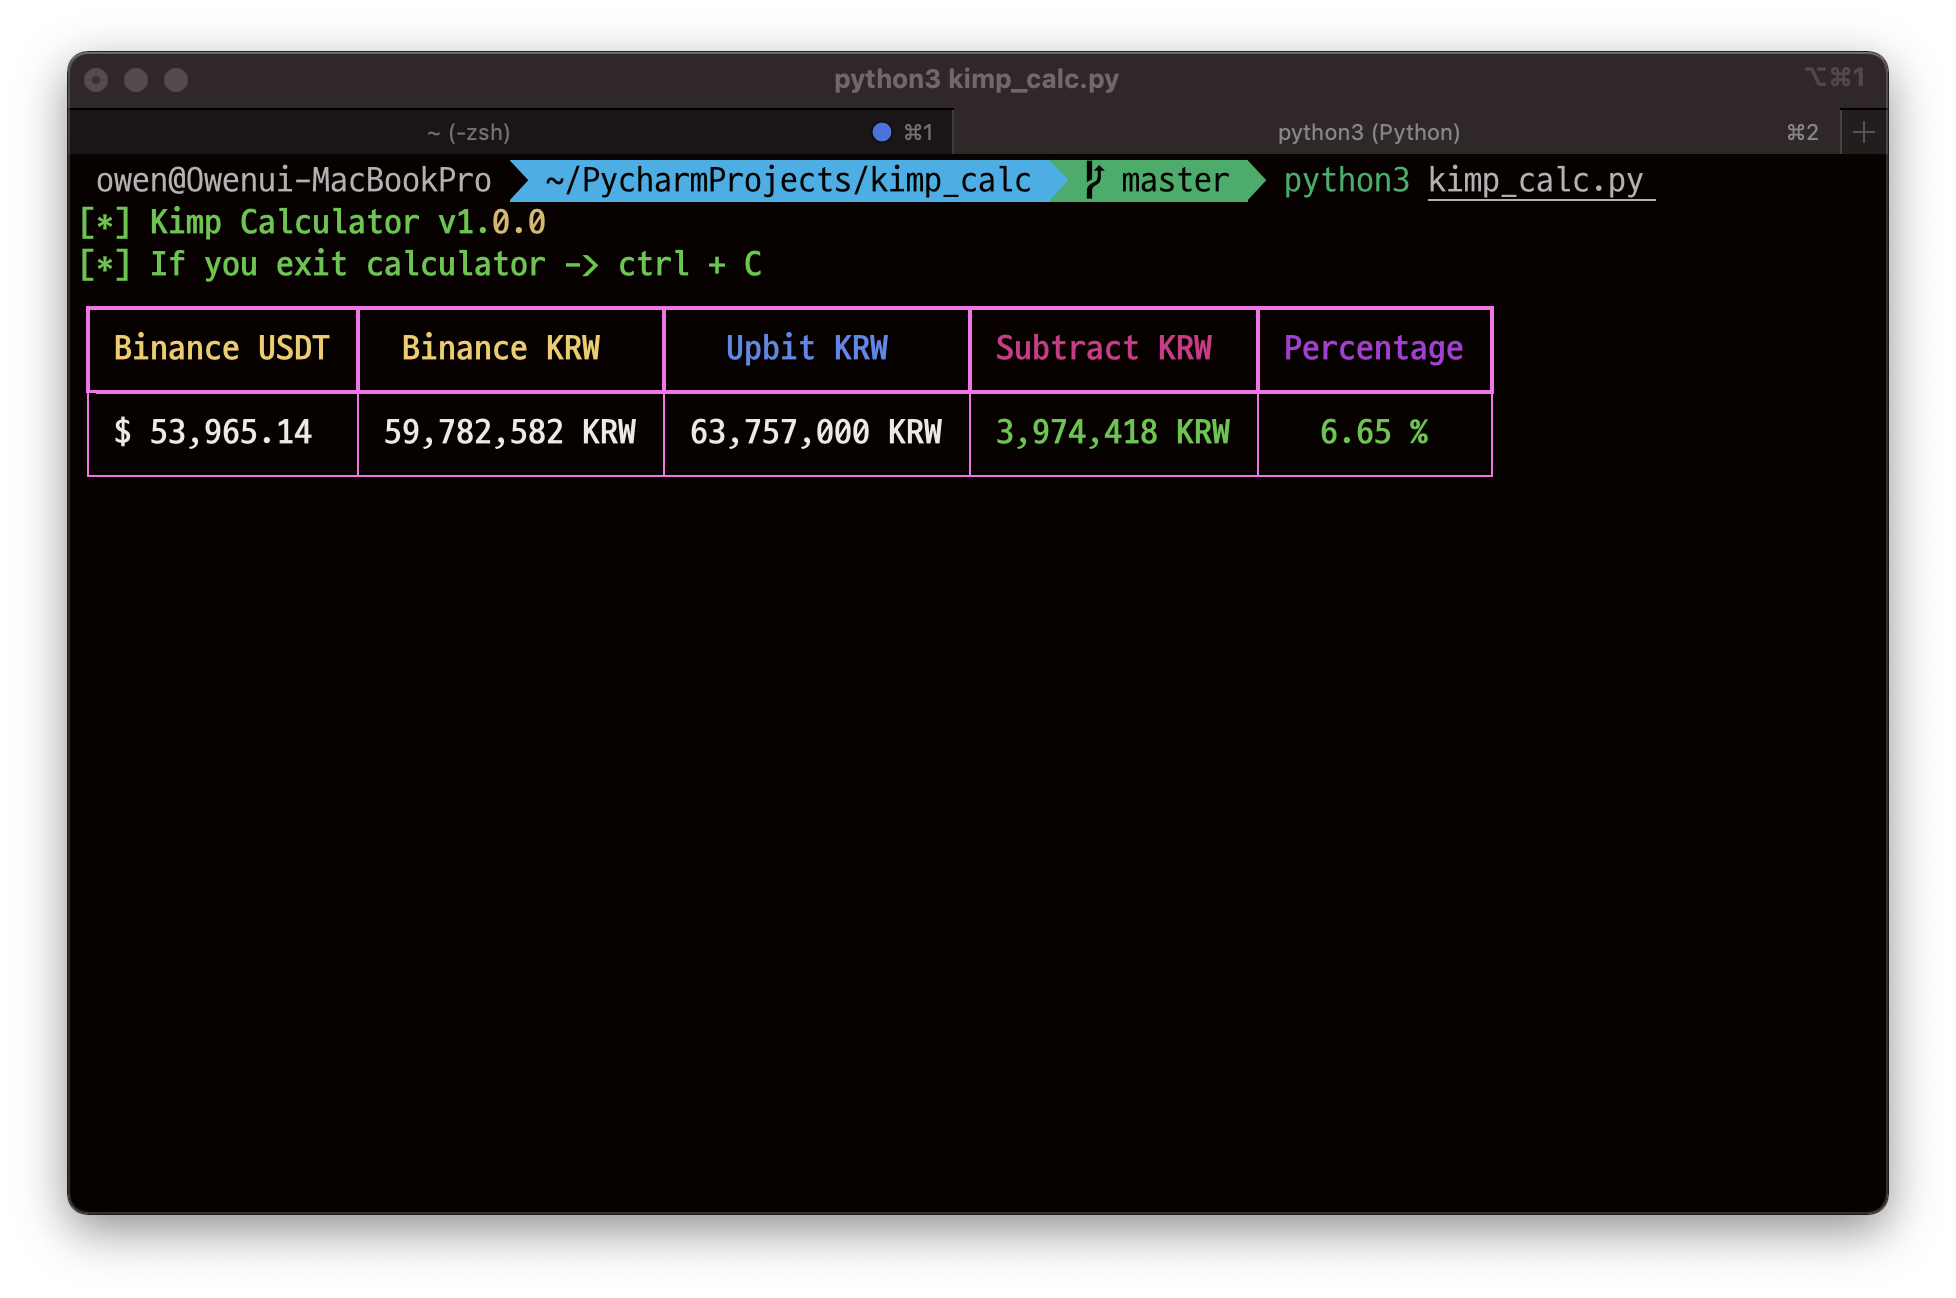 python3 kimp_calc.py ⌥⌘1
~ (-zsh) ⌘1 python3 (Python) ⌘2 +
owen@Owenui-MacBookPro ~/PycharmProjects/kimp_calc master python3 kimp_calc.py
[*] Kimp Calculator v1.0.0
[*] If you exit calculator -> ctrl + C
Binance USDT Binance KRW Upbit KRW Subtract KRW Percentage
$ 53,965.14 59,782,582 KRW 63,757,000 KRW 3,974,418 KRW 6.65 %